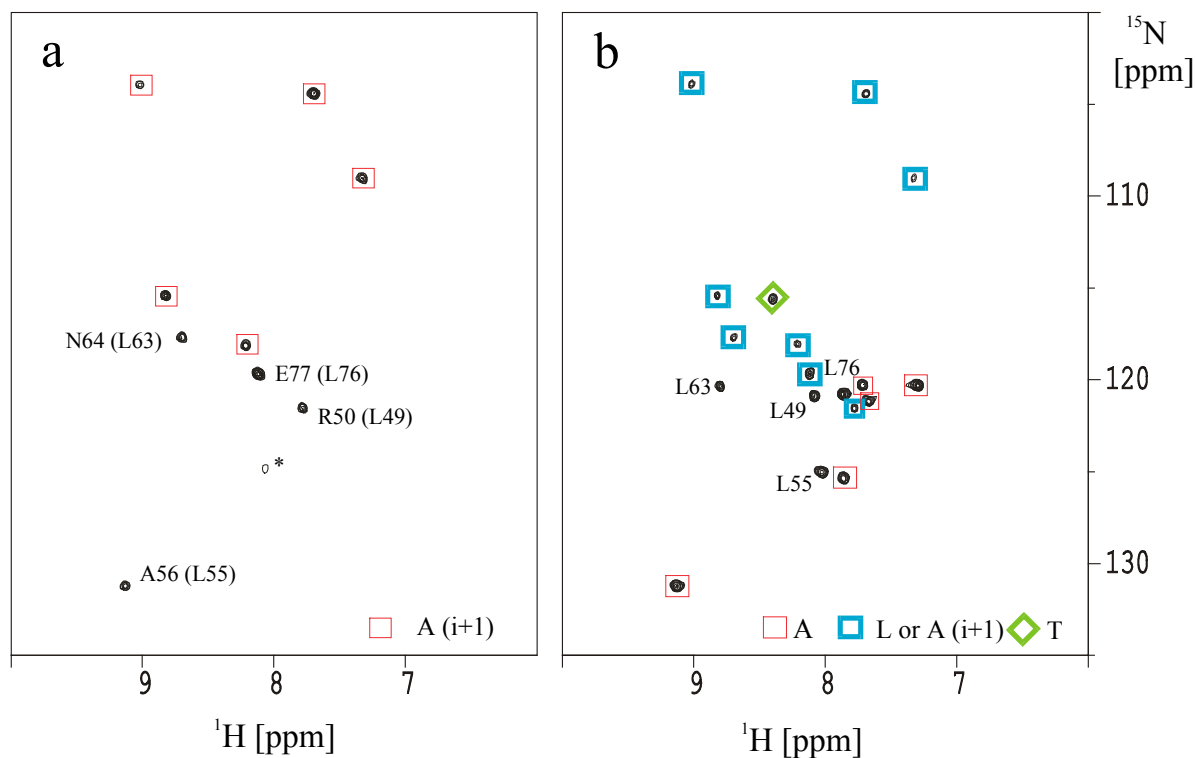 a
N64 (L63)
E77 (L76)
R50 (L49)
*
A56 (L55)
A (i+1)
9
8
7
¹H [ppm]
b
L63
L76
L49
L55
A
L or A (i+1)
T
9
8
7
¹H [ppm]
¹⁵N
[ppm]
110
120
130